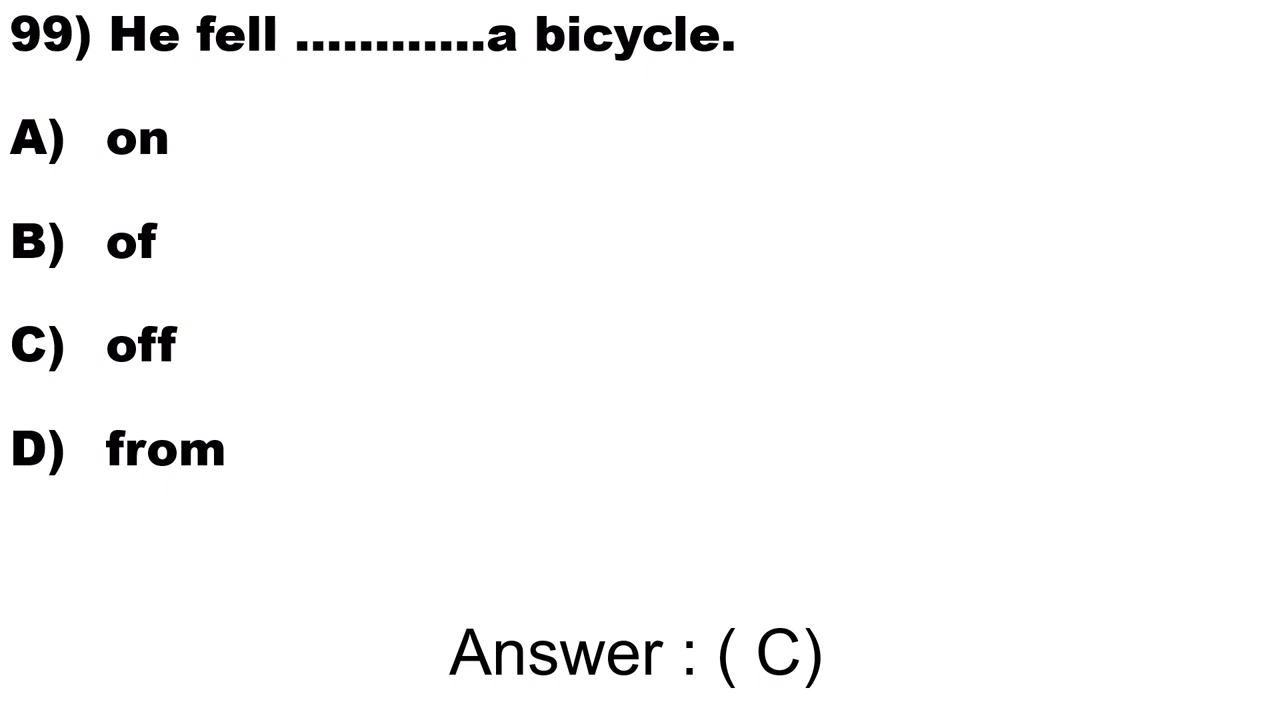 99) He fell ............a bicycle.
A) on
B) of
C) off
D) from
Answer : ( C)